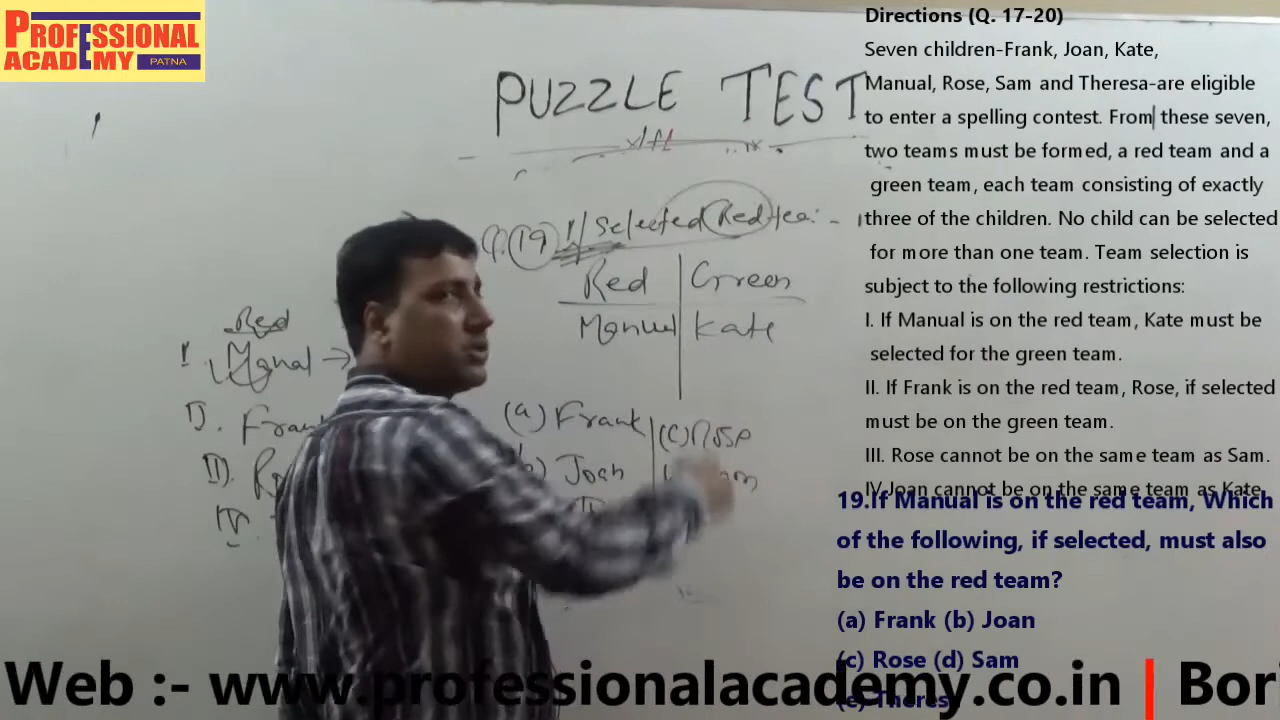 PROFESSIONAL
ACADEMY PATNA
PUZZLE TEST
Q.19 If Selected Red team
Red Green
Manual Kate
Red
I. Manual →
II.
III.
IV
(a) Frank (c) Rose
Joan
Directions (Q. 17-20)
Seven children-Frank, Joan, Kate,
Manual, Rose, Sam and Theresa-are eligible
to enter a spelling contest. From these seven,
two teams must be formed, a red team and a
green team, each team consisting of exactly
three of the children. No child can be selected
for more than one team. Team selection is
subject to the following restrictions:
I. If Manual is on the red team, Kate must be
selected for the green team.
II. If Frank is on the red team, Rose, if selected
must be on the green team.
III. Rose cannot be on the same team as Sam.
IV Joan cannot be on the same team as Kate
19.If Manual is on the red team, Which
of the following, if selected, must also
be on the red team?
(a) Frank (b) Joan
(c) Rose (d) Sam
Web :- www.professionalacademy.co.in | Bor